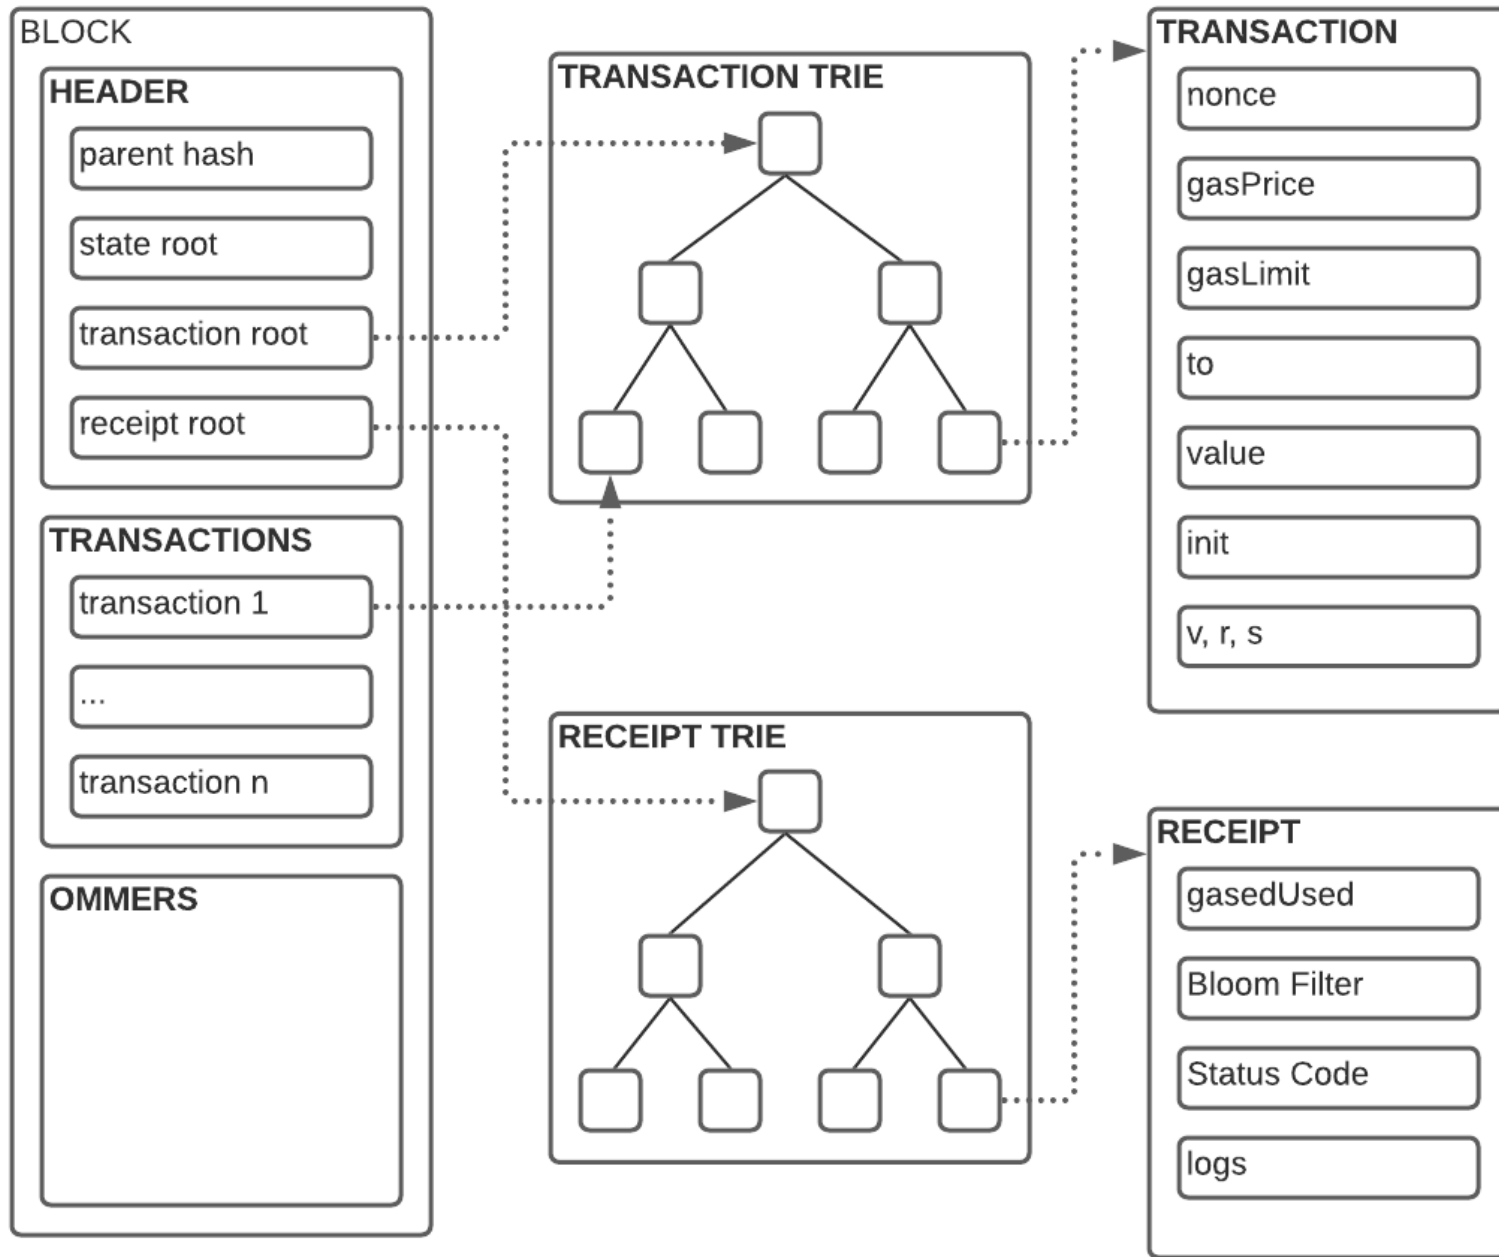 BLOCK
HEADER
parent hash
state root
transaction root
receipt root
TRANSACTIONS
transaction 1
...
transaction n
OMMERS
TRANSACTION TRIE
RECEIPT TRIE
TRANSACTION
nonce
gasPrice
gasLimit
to
value
init
v, r, s
RECEIPT
gasedUsed
Bloom Filter
Status Code
logs